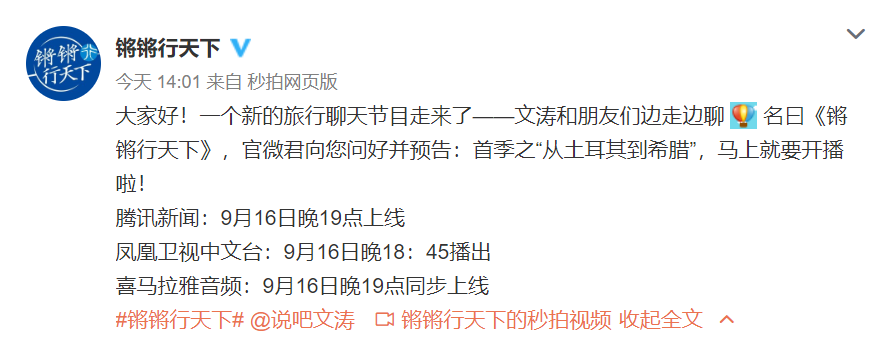 锵锵行天下
锵锵
行天下
今天 14:01 来自 秒拍网页版
大家好！一个新的旅行聊天节目走来了——文涛和朋友们边走边聊 名曰《锵
锵行天下》，官微君向您问好并预告：首季之“从土耳其到希腊”，马上就要开播
啦！
腾讯新闻：9月16日晚19点上线
凤凰卫视中文台：9月16日晚18：45播出
喜马拉雅音频：9月16日晚19点同步上线
#锵锵行天下# @说吧文涛 锵锵行天下的秒拍视频 收起全文